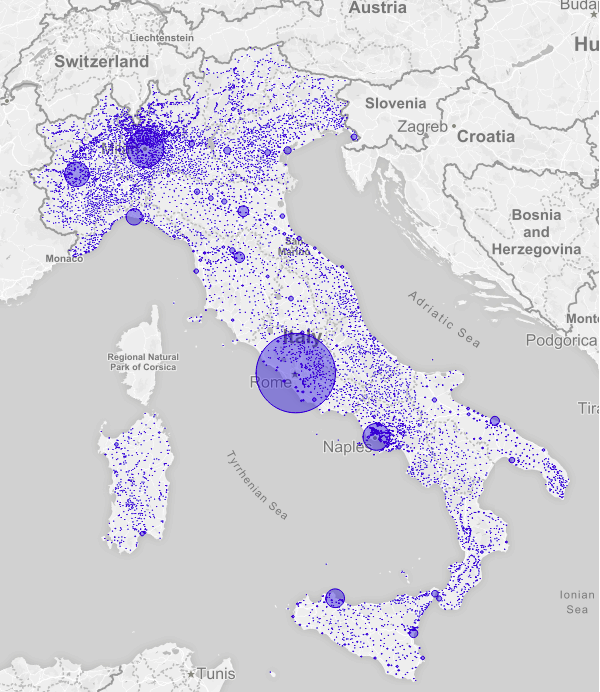 Austria
Budap
Liechtenstein
Switzerland
Hu
Slovenia
Zagreb
Croatia
Bosnia
and
Herzegovina
San
Marino
Monaco
Adriatic Sea
Monte
Italy
Podgorica
Regional Natural
Park of Corsica
Rome
Tira
Naples
Tyrrhenian Sea
Ionian
Sea
Tunis